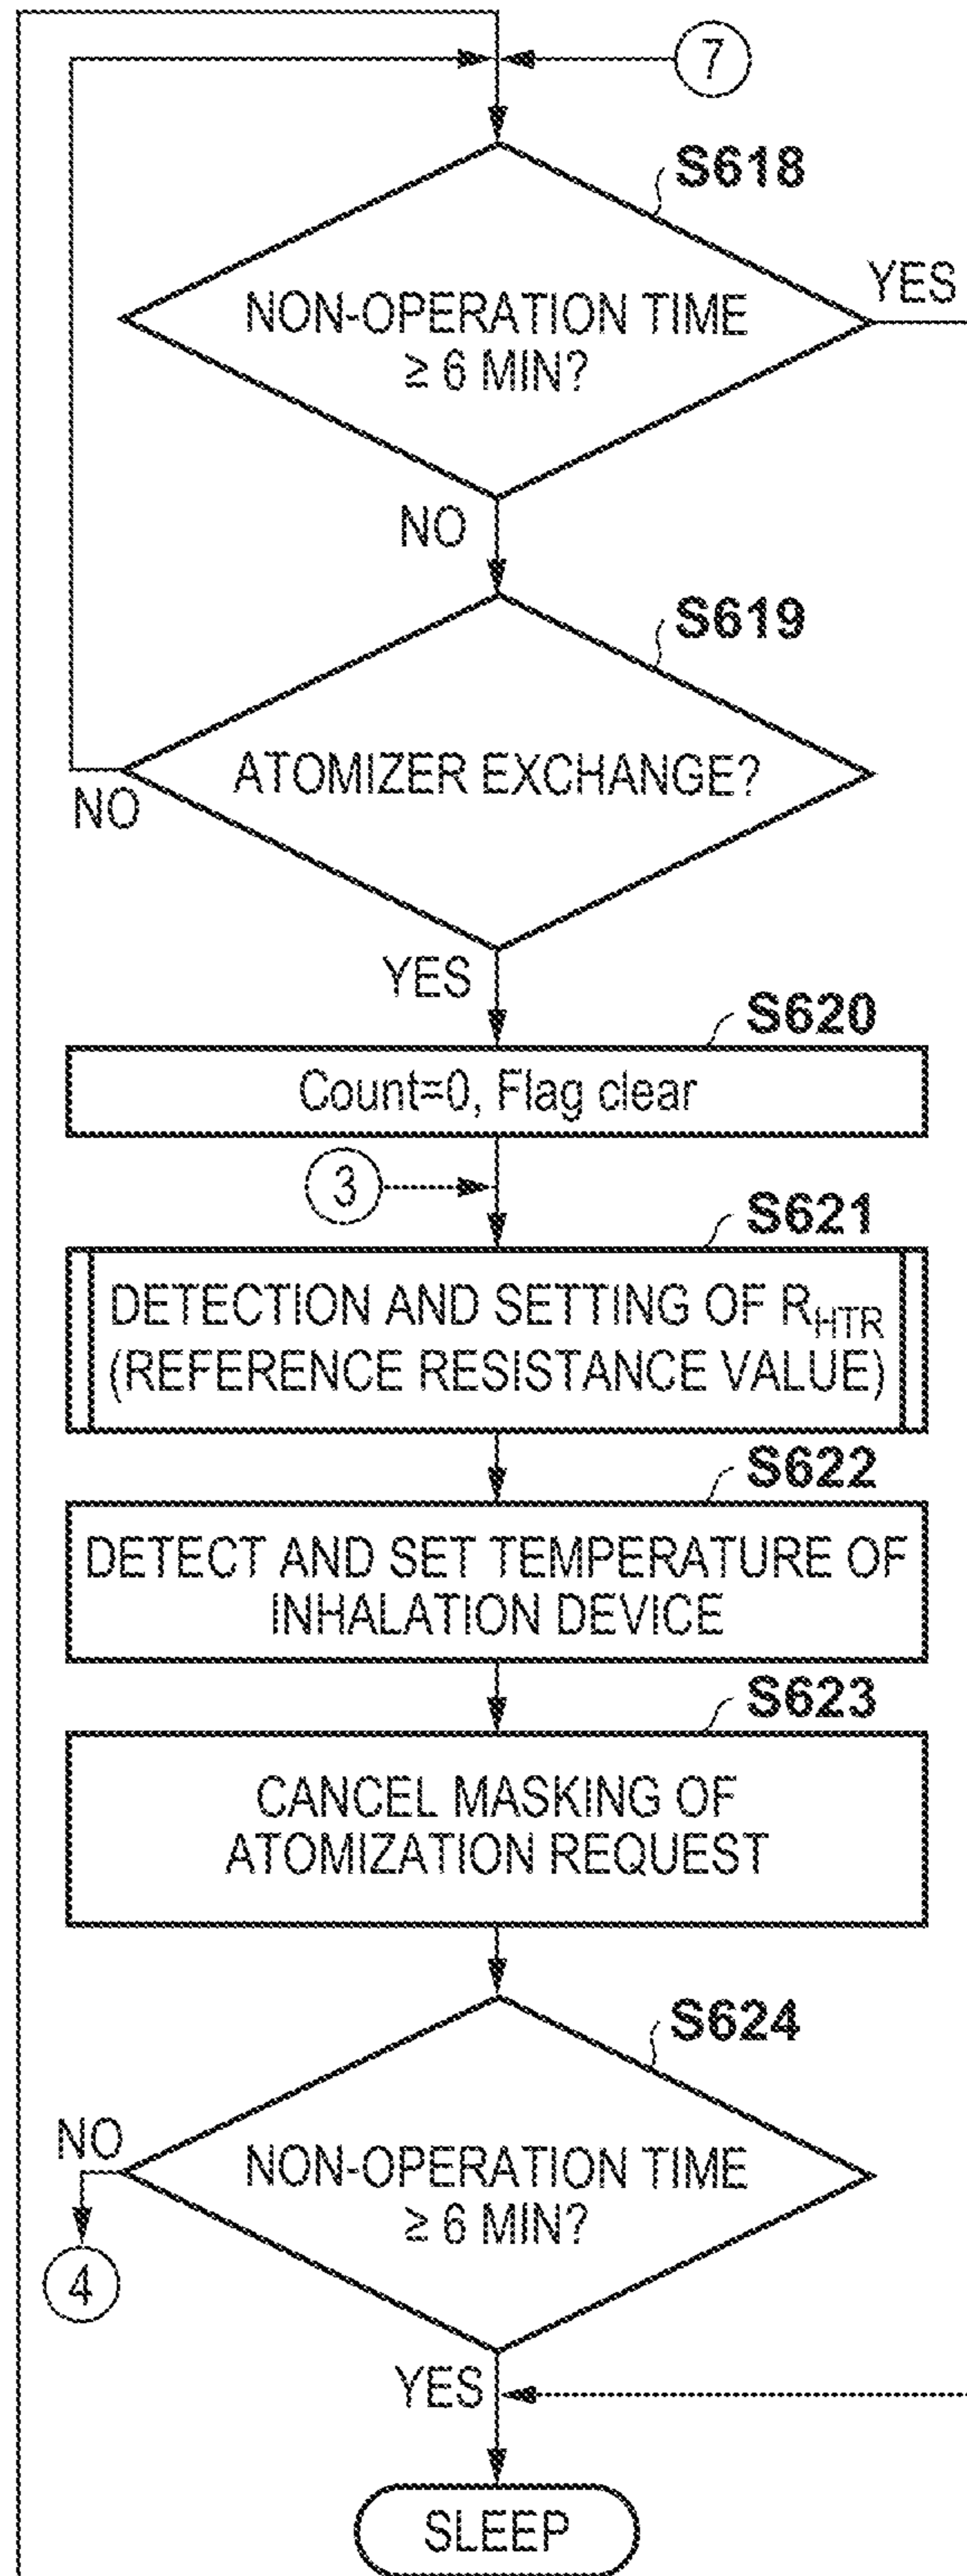 7
S618
YES
NON-OPERATION TIME
≥ 6 MIN?
NO
S619
ATOMIZER EXCHANGE?
NO
YES
S620
Count=0, Flag clear
3
S621
DETECTION AND SETTING OF RHTR
(REFERENCE RESISTANCE VALUE)
S622
DETECT AND SET TEMPERATURE OF
INHALATION DEVICE
S623
CANCEL MASKING OF
ATOMIZATION REQUEST
S624
NO
NON-OPERATION TIME
≥ 6 MIN?
4
YES
SLEEP